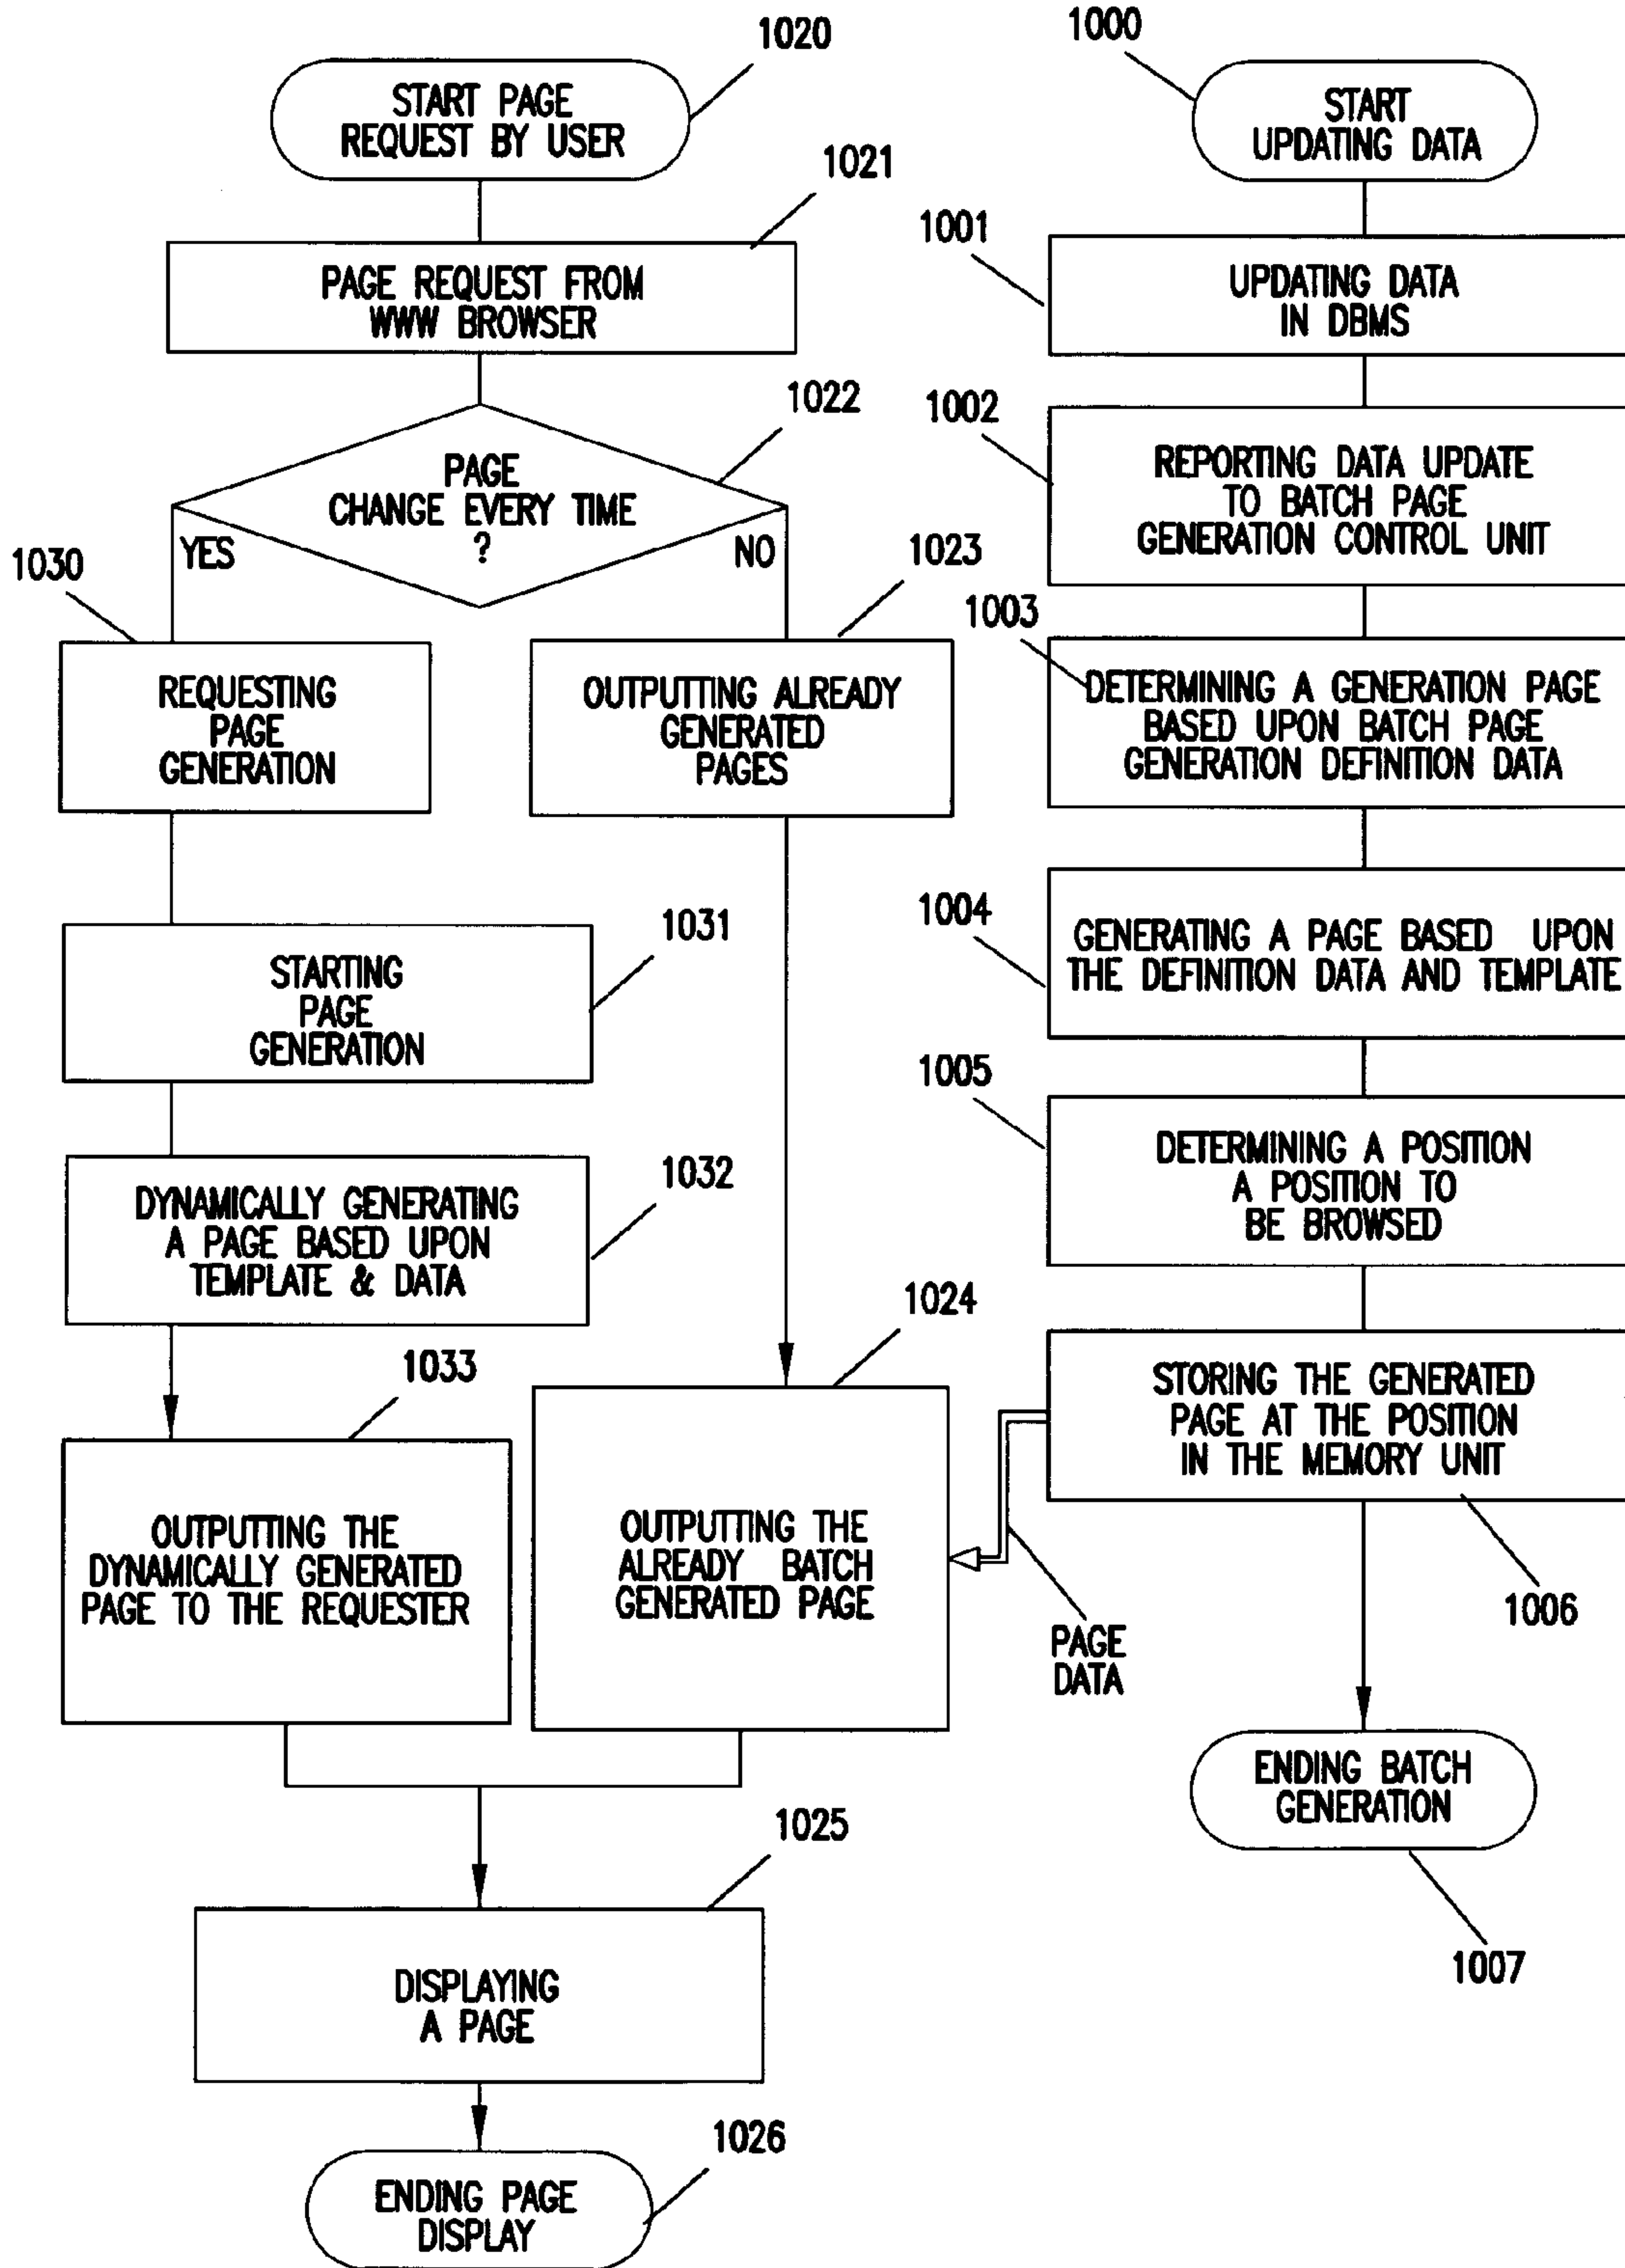 1020
START PAGE
REQUEST BY USER
1021
PAGE REQUEST FROM
WWW BROWSER
1022
PAGE
CHANGE EVERY TIME
?
YES
NO
1030
REQUESTING
PAGE
GENERATION
1023
OUTPUTTING ALREADY
GENERATED
PAGES
1031
STARTING
PAGE
GENERATION
1032
DYNAMICALLY GENERATING
A PAGE BASED UPON
TEMPLATE & DATA
1033
OUTPUTTING THE
DYNAMICALLY GENERATED
PAGE TO THE REQUESTER
1024
OUTPUTTING THE
ALREADY BATCH
GENERATED PAGE
1025
DISPLAYING
A PAGE
1026
ENDING PAGE
DISPLAY
1000
START
UPDATING DATA
1001
UPDATING DATA
IN DBMS
1002
REPORTING DATA UPDATE
TO BATCH PAGE
GENERATION CONTROL UNIT
1003
DETERMINING A GENERATION PAGE
BASED UPON BATCH PAGE
GENERATION DEFINITION DATA
1004
GENERATING A PAGE BASED UPON
THE DEFINITION DATA AND TEMPLATE
1005
DETERMINING A POSITION
A POSITION TO
BE BROWSED
STORING THE GENERATED
PAGE AT THE POSITION
IN THE MEMORY UNIT
1006
PAGE
DATA
ENDING BATCH
GENERATION
1007